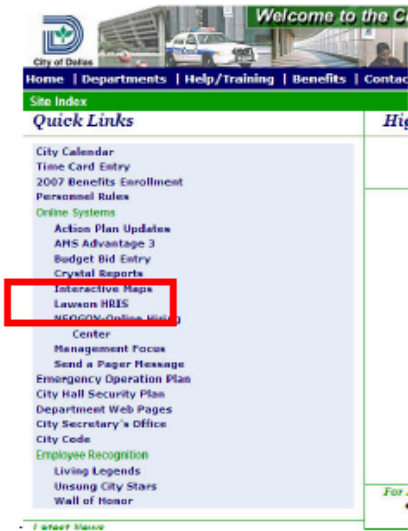 Welcome to the C
City of Dallas
Home | Departments | Help/Training | Benefits | Contac
Site Index
Quick Links
Hig
City Calendar
Time Card Entry
2007 Benefits Enrollment
Personnel Rules
Online Systems
Action Plan Updates
AMS Advantage 3
Budget Bid Entry
Crystal Reports
Interactive Maps
Lawson HRIS
NEOGOV-Online Hiring
Center
Management Focus
Send a Pager Message
Emergency Operation Plan
City Hall Security Plan
Department Web Pages
City Secretary's Office
City Code
Employee Recognition
Living Legends
Unsung City Stars
Wall of Honor
For
Latest News